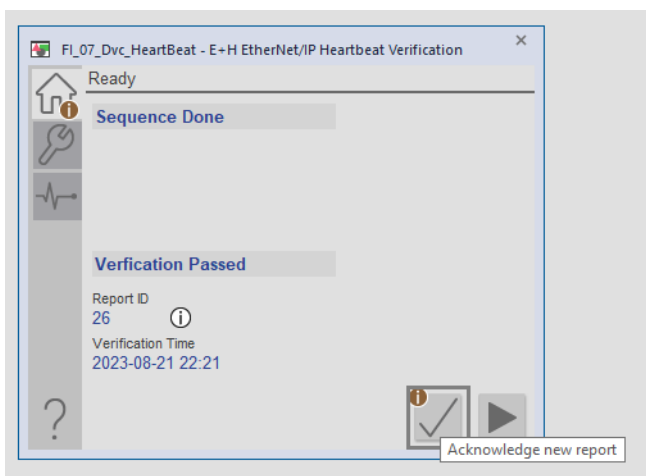 FI_07_Dvc_HeartBeat - E+H EtherNet/IP Heartbeat Verification
Ready
Sequence Done
Verfication Passed
Report ID
26
Verification Time
2023-08-21 22:21
Acknowledge new report